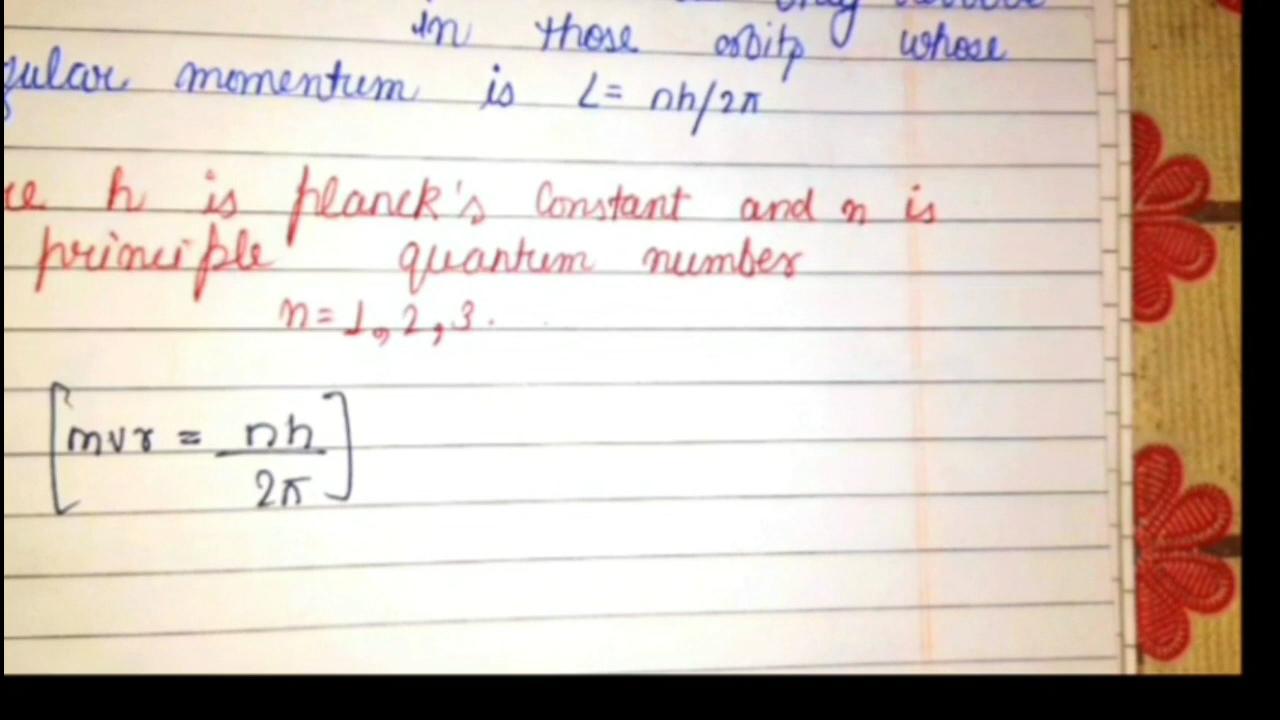 in those orbits whose
gular momentum is L = nh/2π
h is planck's Constant and n is
principle quantum number
n = 1, 2, 3.
[mvr = nh / 2π]